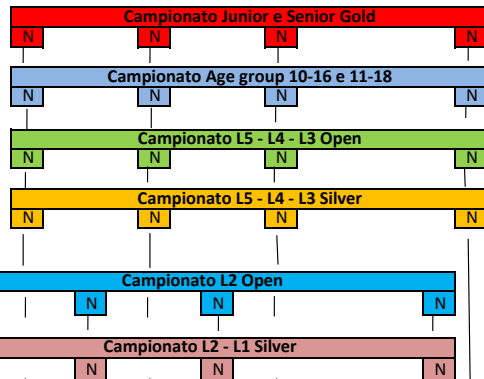 Campionato Junior e Senior Gold
N N N N
Campionato Age group 10-16 e 11-18
N N N N
Campionato L5 - L4 - L3 Open
N N N N
Campionato L5 - L4 - L3 Silver
N N N N
Campionato L2 Open
N N N
Campionato L2 - L1 Silver
N N N